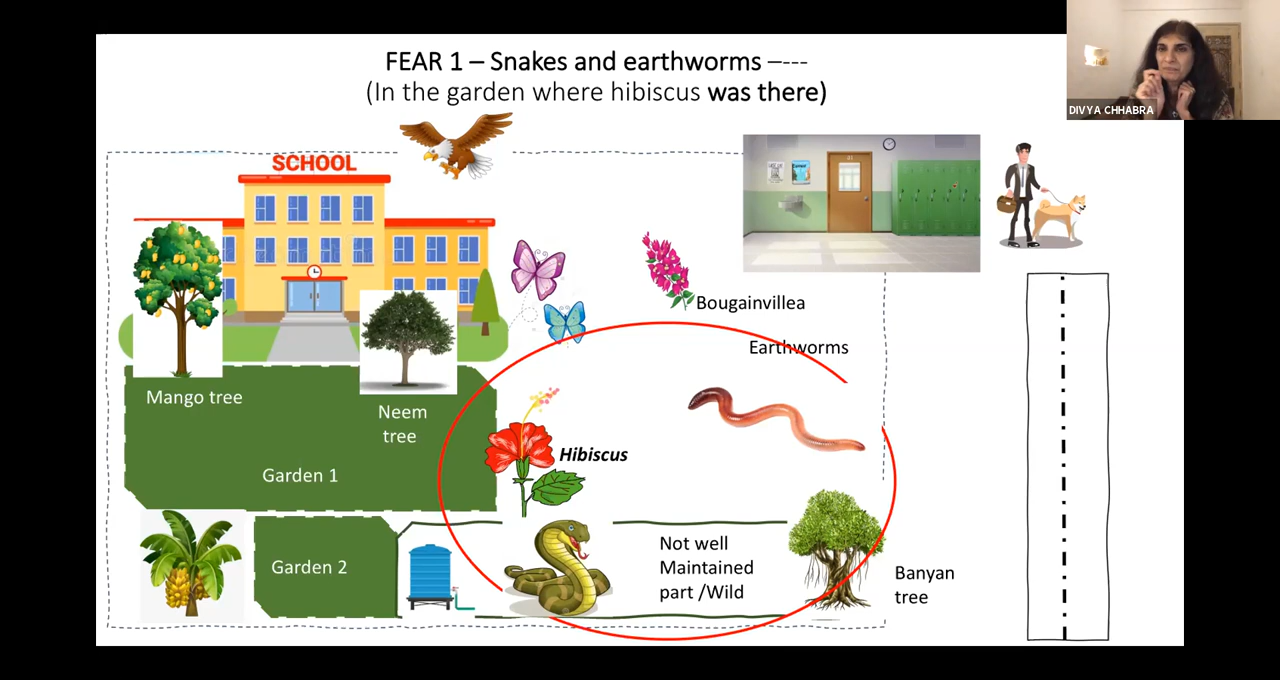 FEAR 1 – Snakes and earthworms –---
(In the garden where hibiscus was there)
DIVYA CHHABRA
SCHOOL
Bougainvillea
Earthworms
Mango tree
Neem
tree
Hibiscus
Garden 1
Garden 2
Not well
Maintained
part /Wild
Banyan
tree